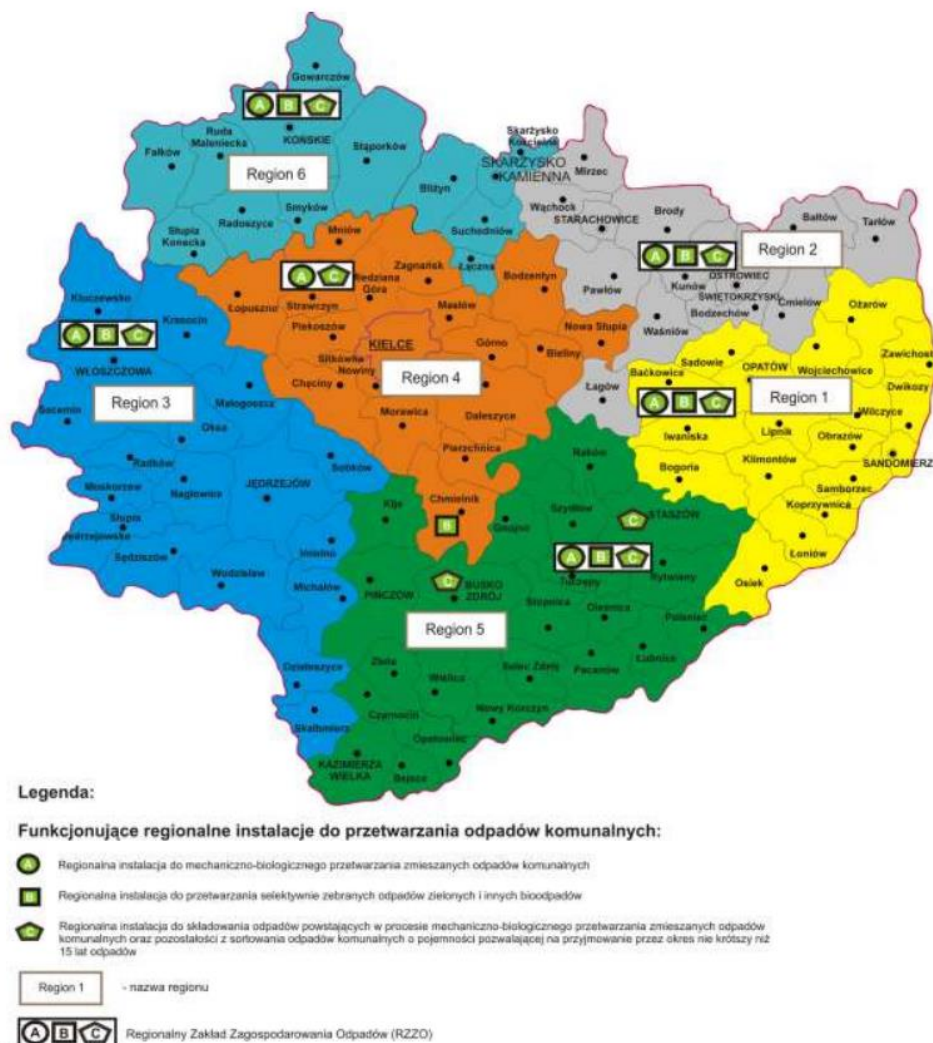 Gowarczów
A B C
Ruda
Maleniecka
KOŃSKIE
Fałków
Stąporków
Skarżysko
Kościelne
SKARŻYSKO
KAMIENNA
Mirzec
Region 6
Bliżyn
Wąchock
STARACHOWICE
Brody
Bałtów
Tarłów
Radoszyce
Smyków
Słupia
Konecka
Mniów
Suchedniów
Łączna
A B C
Region 2
Kluczewsko
A C
Miedziana
Góra
Zagnańsk
Bodzentyn
Pawłów
Kunów
OSTROWIEC
ŚWIĘTOKRZYSKI
Bodzechów
Ćmielów
Ożarów
Łopuszno
Strawczyn
Masłów
Krasocin
Piekoszów
Nowa Słupia
Waśniów
A B C
WŁOSZCZOWA
KIELCE
Sitkówka
Nowiny
Górno
Bieliny
Sadowie
OPATÓW
Wojciechowice
Zawichost
Baćkowice
Dwikozy
Region 3
Małogoszcz
Chęciny
Region 4
Łagów
A B C
Region 1
Wilczyce
Secemin
Oksa
Morawica
Daleszyce
Iwaniska
Lipnik
Obrazów
Radków
Sobków
Pierzchnica
Raków
Bogoria
Klimontów
SANDOMIERZ
Moskorzew
Nagłowice
JĘDRZEJÓW
Samborzec
Słupia
Jędrzejowska
Kije
Chmielnik
B
Gnojno
Szydłów
C
STASZÓW
Koprzywnica
Sędziszów
Imielno
Łoniów
A B C
Tuczępy
Rytwiany
Osiek
Wodzisław
Michałów
PIŃCZÓW
C
BUSKO
ZDRÓJ
Stopnica
Oleśnica
Połaniec
Region 5
Działoszyce
Złota
Wiślica
Solec Zdrój
Pacanów
Łubnice
Skalbmierz
Czarnocin
Nowy Korczyn
Opatowiec
KAZIMIERZA
WIELKA
Bejsce
Legenda:
Funkcjonujące regionalne instalacje do przetwarzania odpadów komunalnych:
A Regionalna instalacja do mechaniczno-biologicznego przetwarzania zmieszanych odpadów komunalnych
B Regionalna instalacja do przetwarzania selektywnie zebranych odpadów zielonych i innych bioodpadów
C Regionalna instalacja do składowania odpadów powstających w procesie mechaniczno-biologicznego przetwarzania zmieszanych odpadów
komunalnych oraz pozostałości z sortowania odpadów komunalnych o pojemności pozwalającej na przyjmowanie przez okres nie krótszy niż
15 lat odpadów
Region 1 - nazwa regionu
A B C Regionalny Zakład Zagospodarowania Odpadów (RZZO)